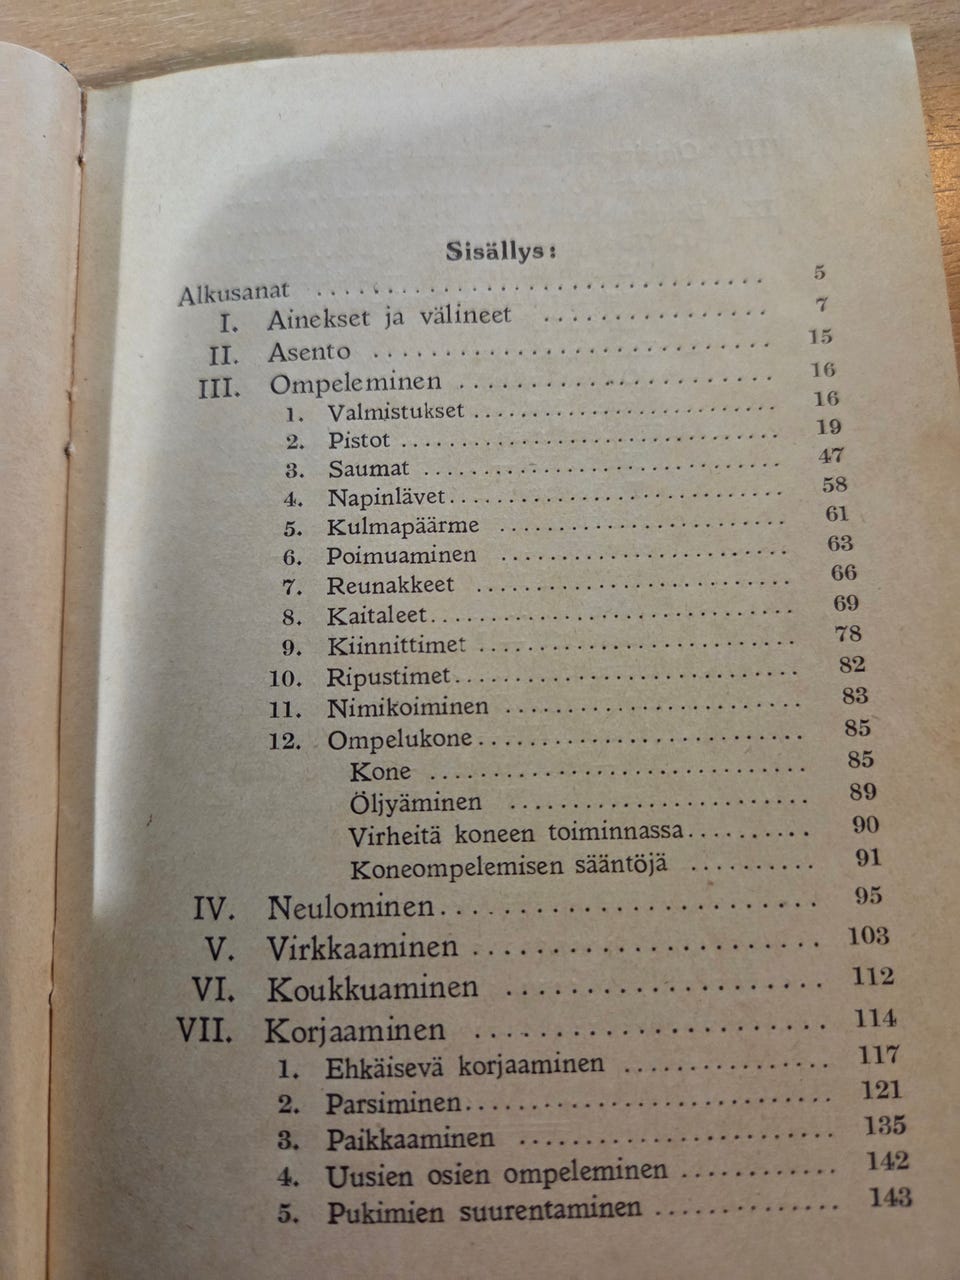 Sisällys:
Alkusanat .............................. 5
I. Ainekset ja välineet ................ 7
II. Asento ........................... 15
III. Ompeleminen ...................... 16
1. Valmistukset ........................ 16
2. Pistot .............................. 19
3. Saumat .............................. 47
4. Napinlävet .......................... 58
5. Kulmapäärme ......................... 61
6. Poimuaminen ......................... 63
7. Reunakkeet .......................... 66
8. Kaitaleet ........................... 69
9. Kiinnittimet ........................ 78
10. Ripustimet ......................... 82
11. Nimikoiminen ....................... 83
12. Ompelukone ......................... 85
Kone ................................... 85
Öljyäminen ............................. 89
Virheitä koneen toiminnassa .......... 90
Koneompelemisen sääntöjä .......... 91
IV. Neulominen ......................... 95
V. Virkkaaminen ........................ 103
VI. Koukkuaminen ....................... 112
VII. Korjaaminen ....................... 114
1. Ehkäisevä korjaaminen ............... 117
2. Parsiminen .......................... 121
3. Paikkaaminen ........................ 135
4. Uusien osien ompeleminen ............ 142
5. Pukimien suurentaminen .............. 143